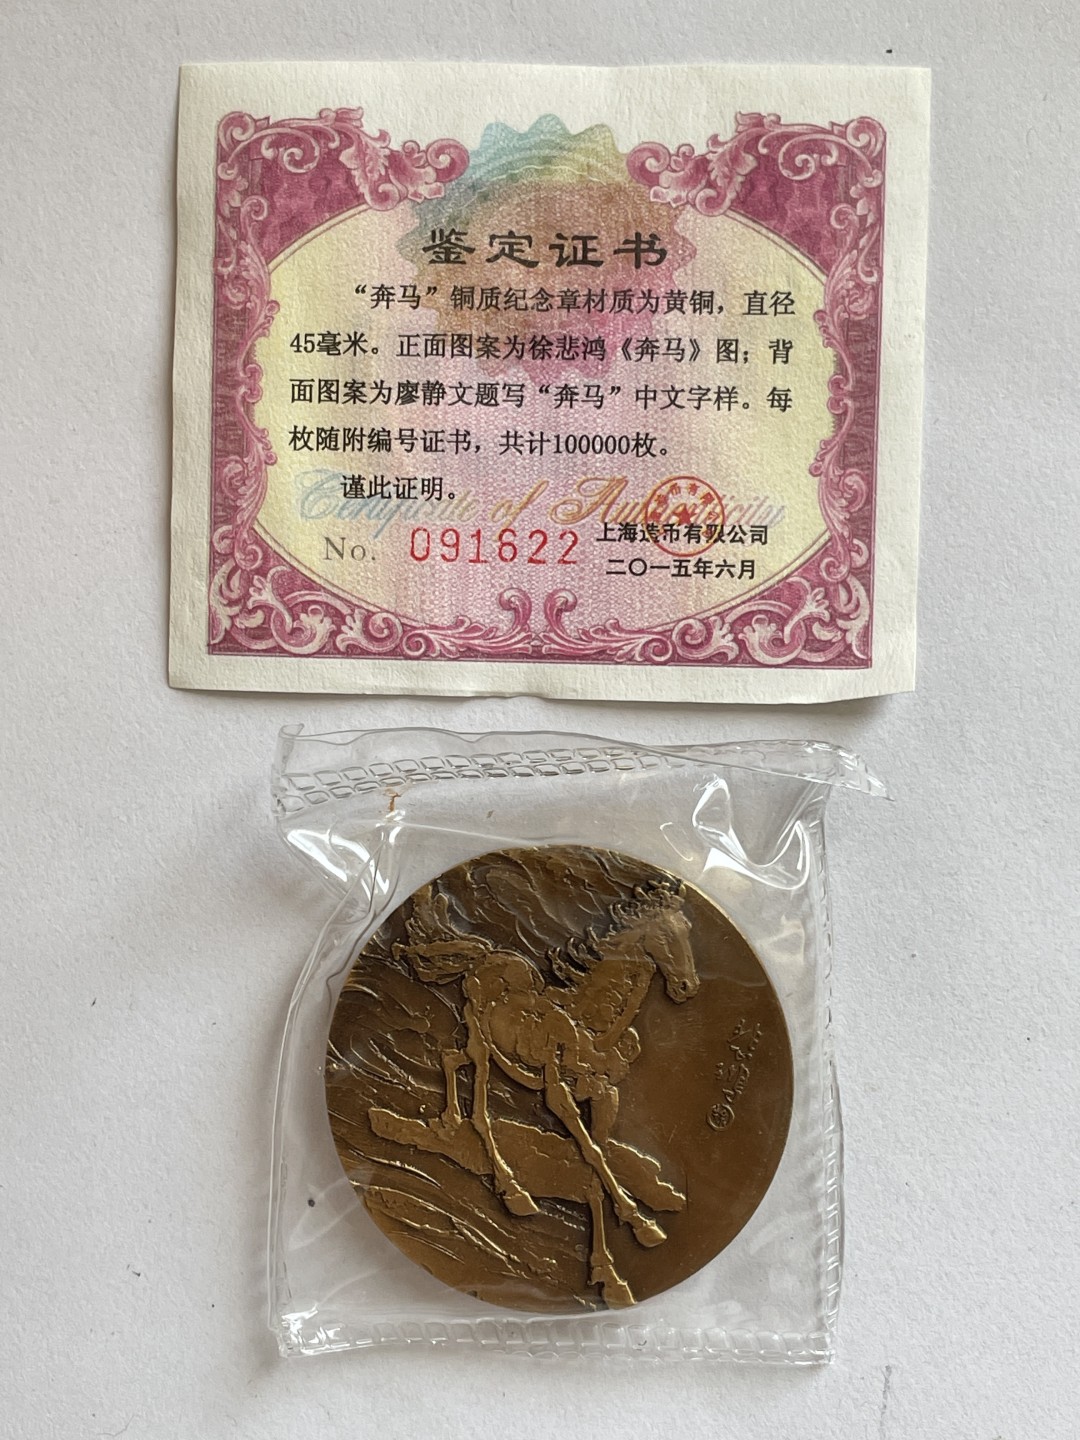 鉴定证书
“奔马”铜质纪念章材质为黄铜，直径
45毫米。正面图案为徐悲鸿《奔马》图；背
面图案为廖静文题写“奔马”中文字样。每
枚随附编号证书，共计100000枚。
谨此证明。
Certificate of Authenticity
No. 091622
上海造币有限公司
二〇一五年六月